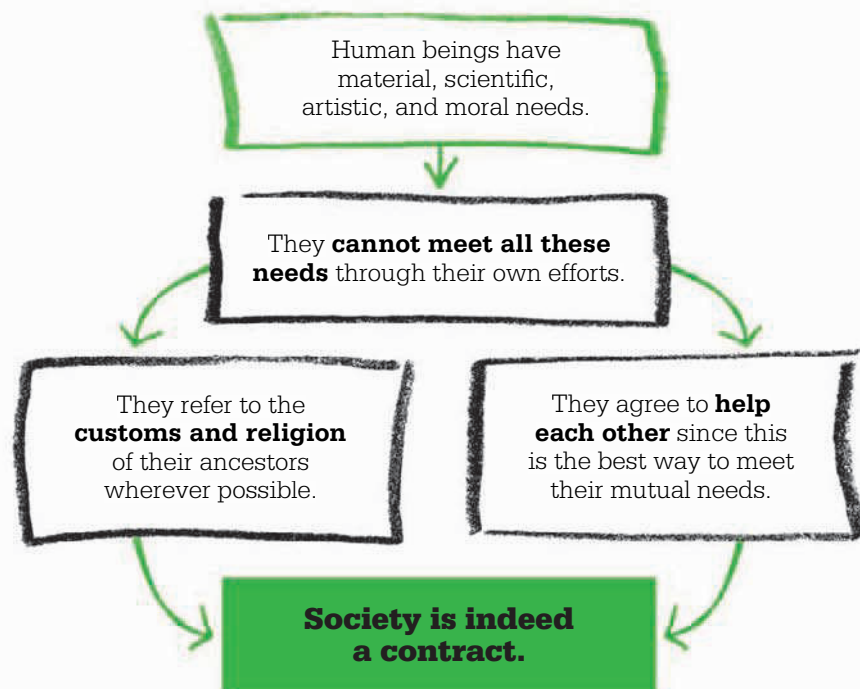 Human beings have
material, scientific,
artistic, and moral needs.
They cannot meet all these
needs through their own efforts.
They refer to the
customs and religion
of their ancestors
wherever possible.
They agree to help
each other since this
is the best way to meet
their mutual needs.
Society is indeed
a contract.